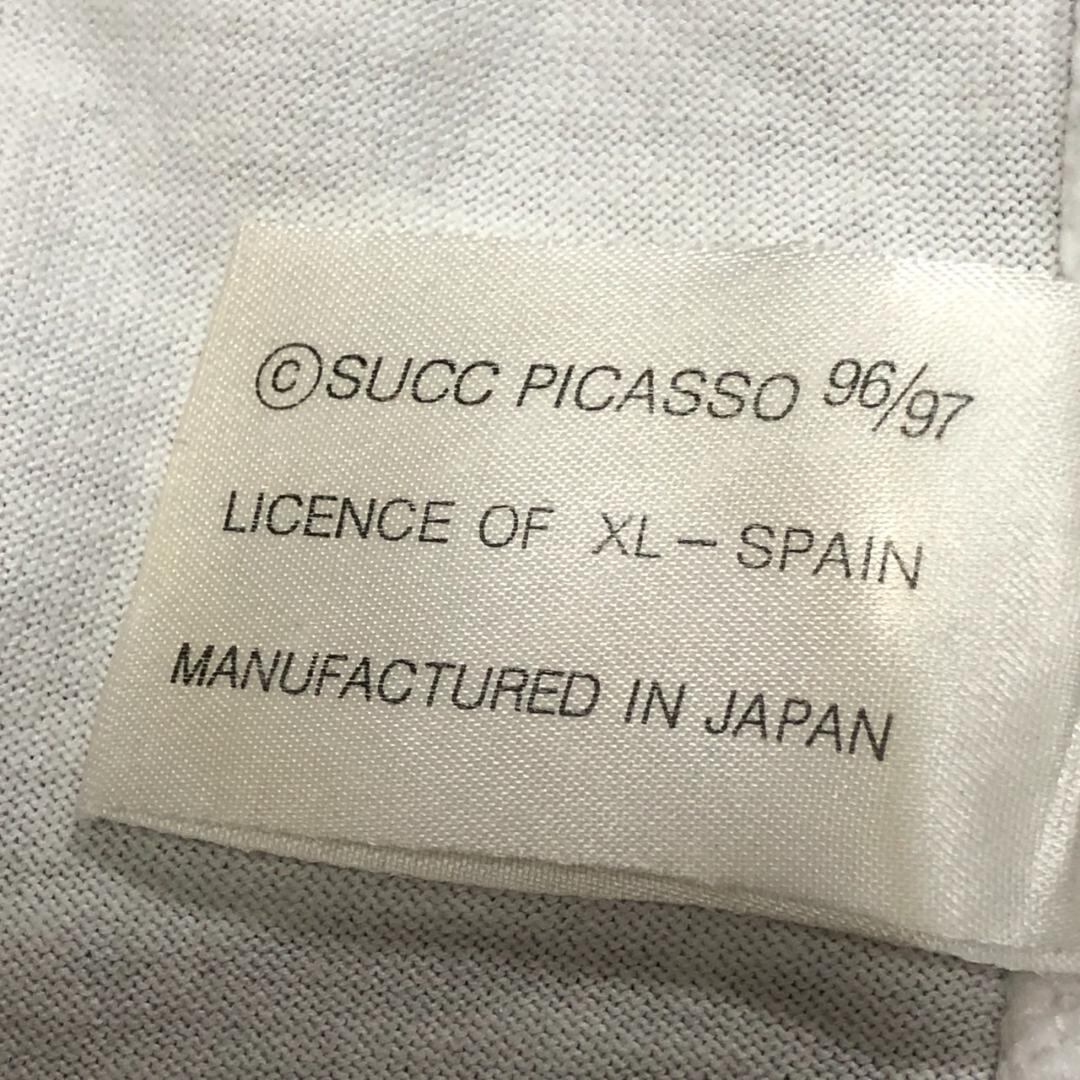 ©SUCC PICASSO 96/97
LICENCE OF XL-SPAIN
MANUFACTURED IN JAPAN